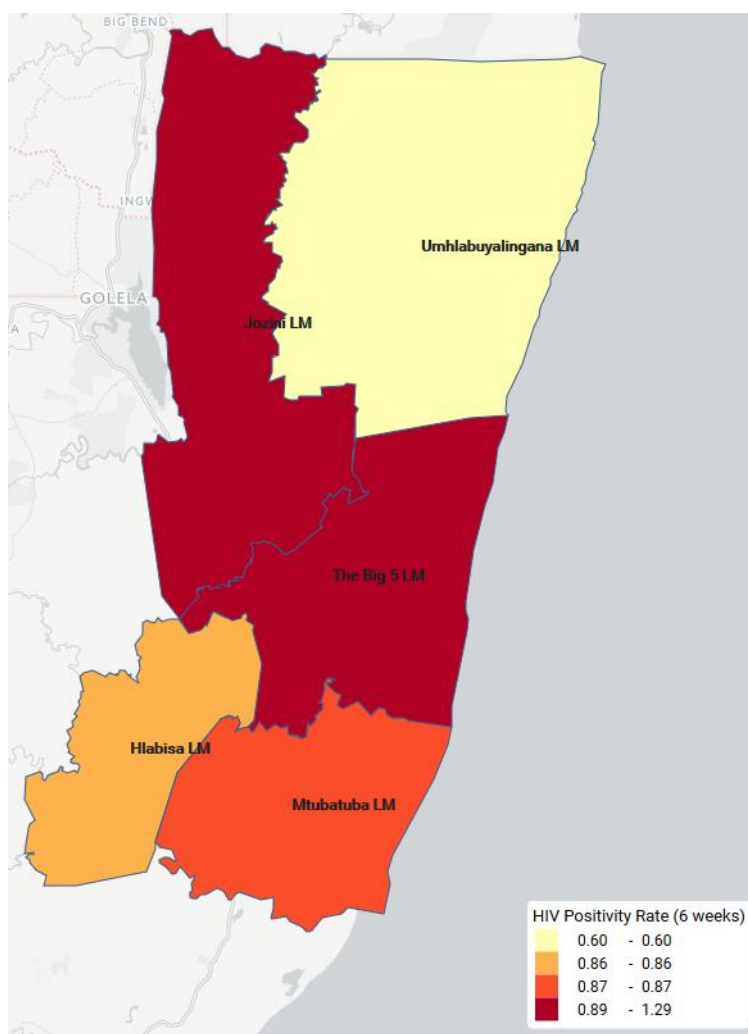 BIG BEND
INGW
Umhlabuyalingana LM
GOLELA
Jozini LM
A
The Big 5 LM
Hlabisa LM
Mtubatuba LM
HIV Positivity Rate (6 weeks)
0.60 - 0.60
0.86 - 0.86
0.87 - 0.87
0.89 - 1.29